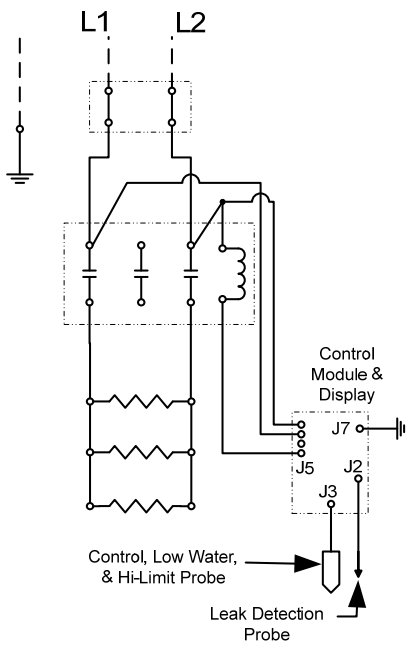 L1 L2
Control
Module &
Display
J7
J5
J2
J3
Control, Low Water,
& Hi-Limit Probe
Leak Detection
Probe